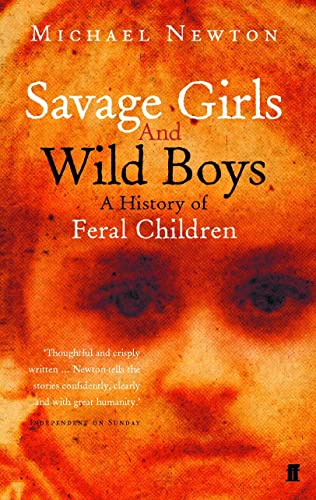 MICHAEL NEWTON
Savage Girls
And
Wild Boys
A History of
Feral Children
"Thoughtful and crisply
written ... Newton tells the
stories confidently, clearly
and with great humanity."
INDEPENDENT ON SUNDAY
ff